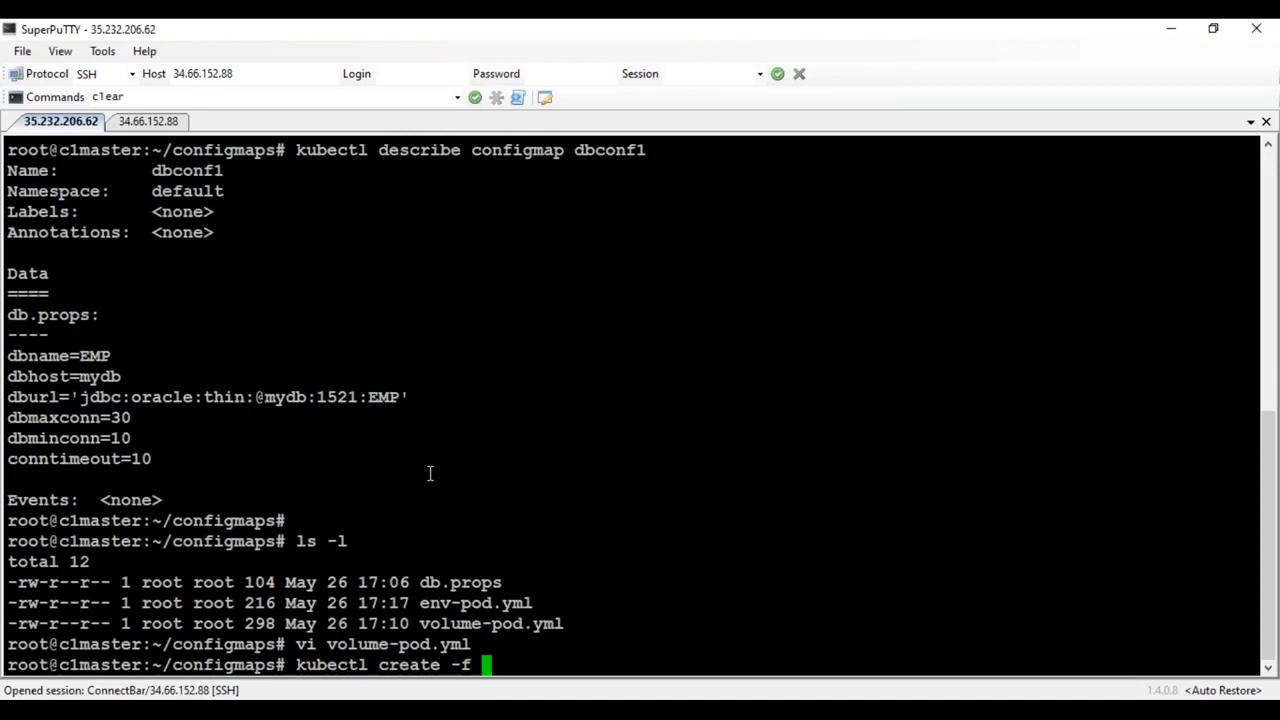 SuperPuTTY - 35.232.206.62
File View Tools Help
Protocol SSH Host 34.66.152.88 Login Password Session
Commands clear
35.232.206.62 34.66.152.88
root@c1master:~/configmaps# kubectl describe configmap dbconf1
Name: dbconf1
Namespace: default
Labels: <none>
Annotations: <none>
Data
====
db.props:
----
dbname=EMP
dbhost=mydb
dburl='jdbc:oracle:thin:@mydb:1521:EMP'
dbmaxconn=30
dbminconn=10
conntimeout=10
Events: <none>
root@c1master:~/configmaps#
root@c1master:~/configmaps# ls -l
total 12
-rw-r--r-- 1 root root 104 May 26 17:06 db.props
-rw-r--r-- 1 root root 216 May 26 17:17 env-pod.yml
-rw-r--r-- 1 root root 298 May 26 17:10 volume-pod.yml
root@c1master:~/configmaps# vi volume-pod.yml
root@c1master:~/configmaps# kubectl create -f
Opened session: ConnectBar/34.66.152.88 [SSH] 1.4.0.8 <Auto Restore>